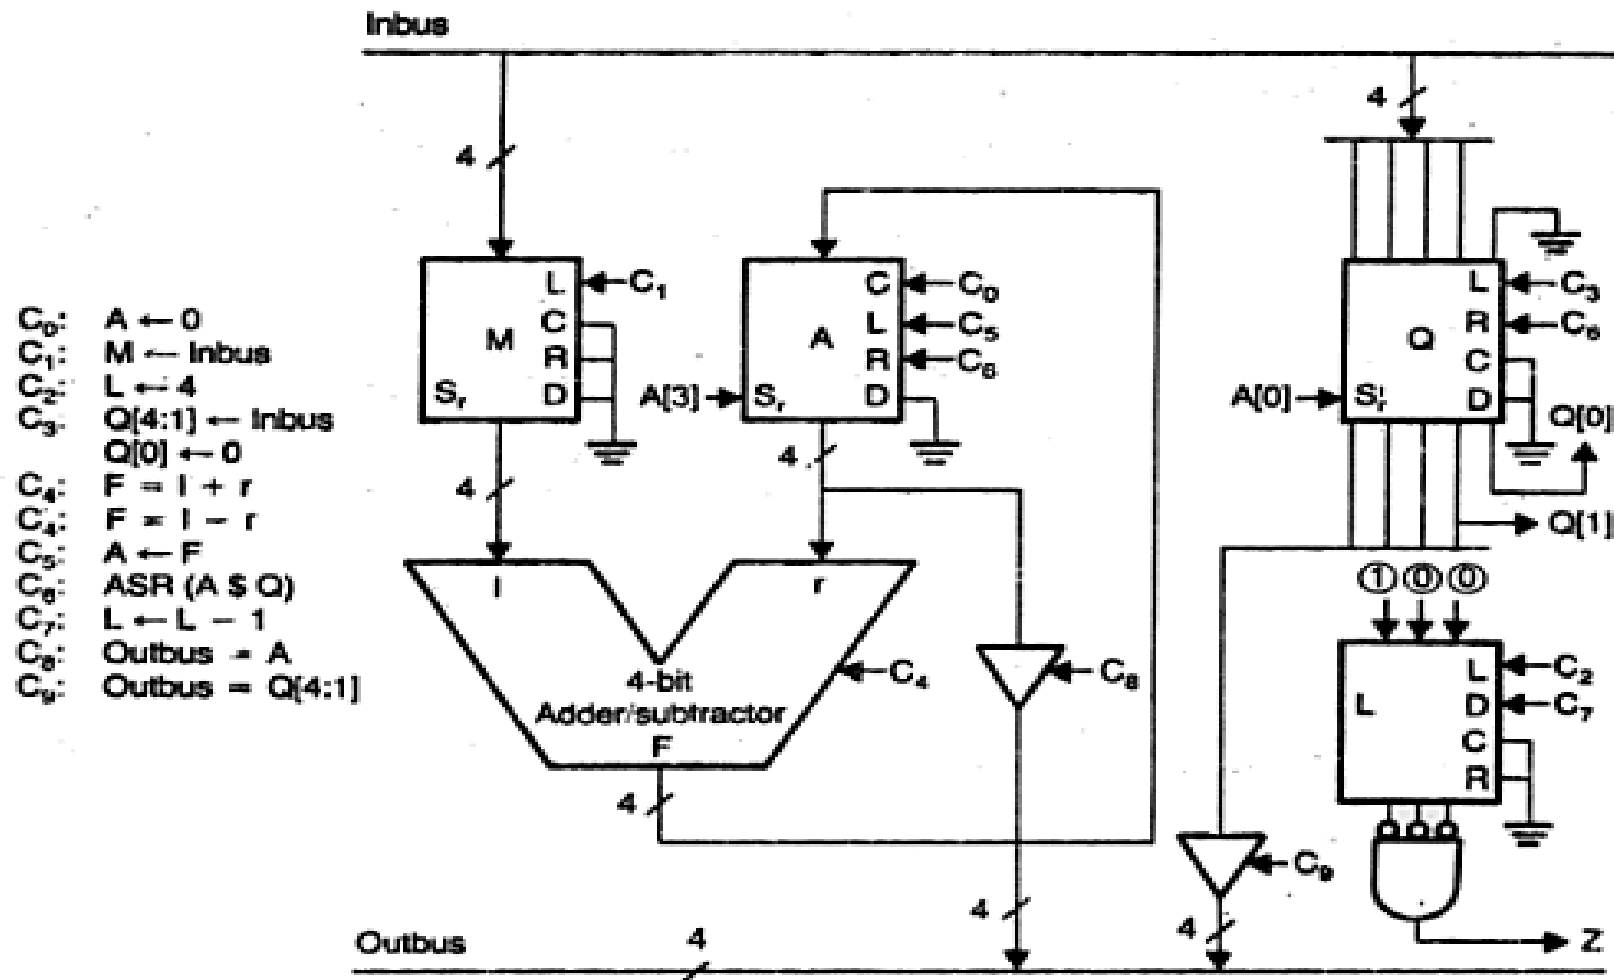 Inbus
4
4
L
C₁
C
M
R
Sᵣ
D
C
C₀
L
C₅
A
R
C₆
A[3]
Sᵣ
D
L
C₃
R
C₆
Q
C
A[0]
Sᵣ
D
Q[0]
Q[1]
C₀: A ← 0
C₁: M ← Inbus
C₂: L ← 4
C₃: Q[4:1] ← Inbus
Q[0] ← 0
C₄: F = l + r
C₄: F = l − r
C₅: A ← F
C₆: ASR (A $ Q)
C₇: L ← L − 1
C₈: Outbus = A
C₉: Outbus = Q[4:1]
4
4
l
r
4-bit
Adder/subtractor
F
C₄
C₈
4
1 0 0
L
C₂
L
D
C₇
C
R
C₉
4
4
Outbus
4
Z